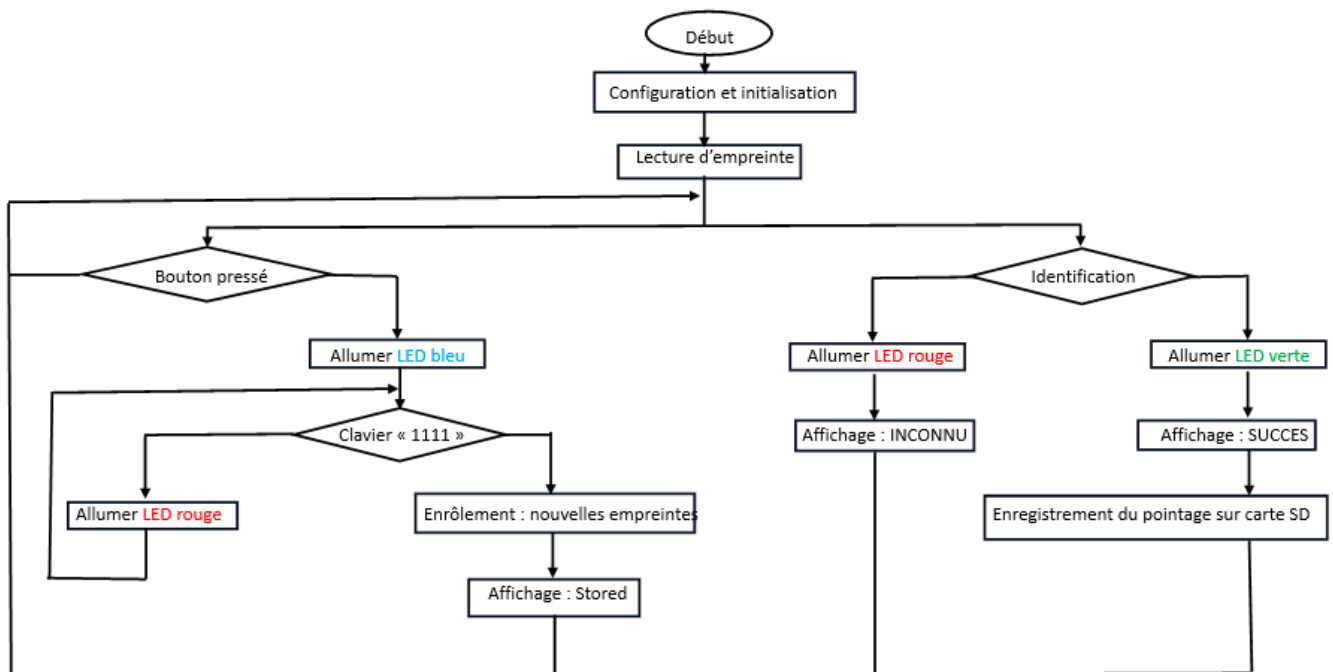 Début
Configuration et initialisation
Lecture d'empreinte
Bouton pressé
Identification
Allumer LED bleu
Allumer LED rouge
Allumer LED verte
Clavier « 1111 »
Affichage : INCONNU
Affichage : SUCCES
Allumer LED rouge
Enrôlement : nouvelles empreintes
Enregistrement du pointage sur carte SD
Affichage : Stored